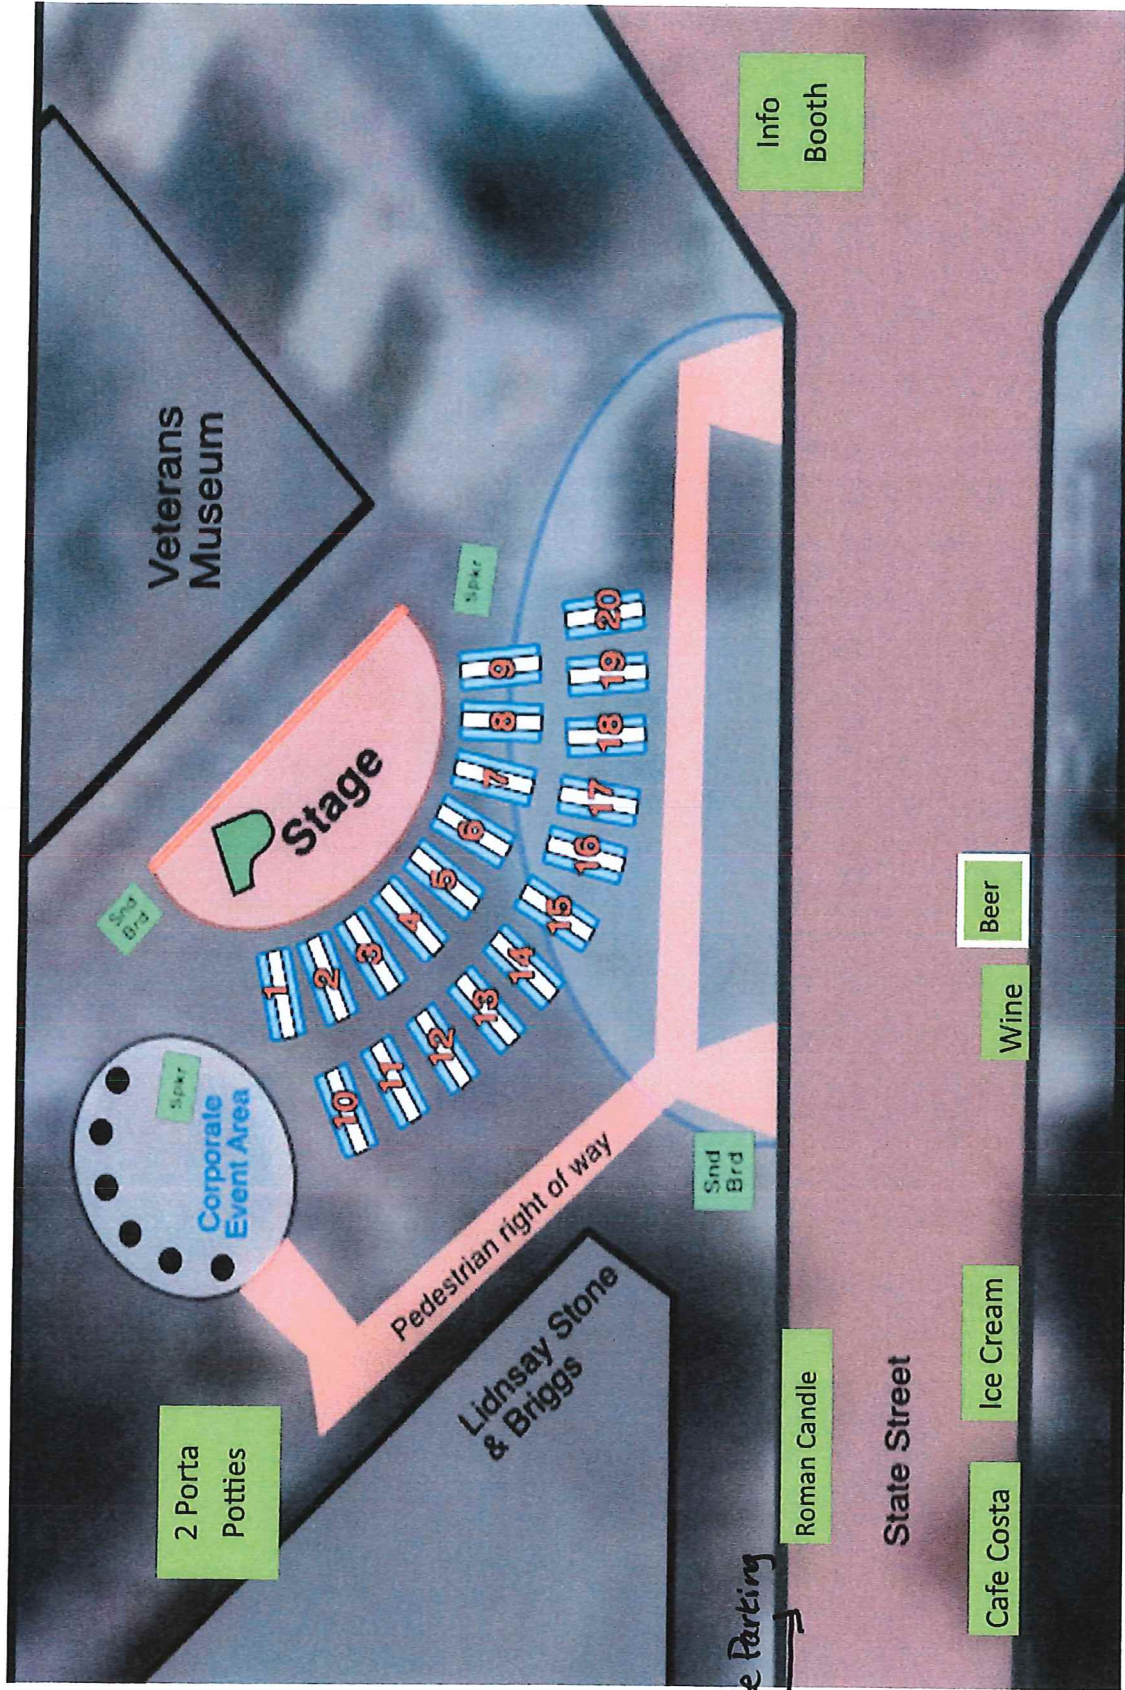 2 Porta
Potties
Corporate
Event Area
Spkr
Snd
Brd
Stage
Veterans
Museum
Spkr
1
2
3
4
5
6
7
8
9
10
11
12
13
14
15
16
17
18
19
20
Pedestrian right of way
Lidnsay Stone
& Briggs
Snd
Brd
e Parking
Roman Candle
Info
Booth
State Street
Cafe Costa
Ice Cream
Wine
Beer